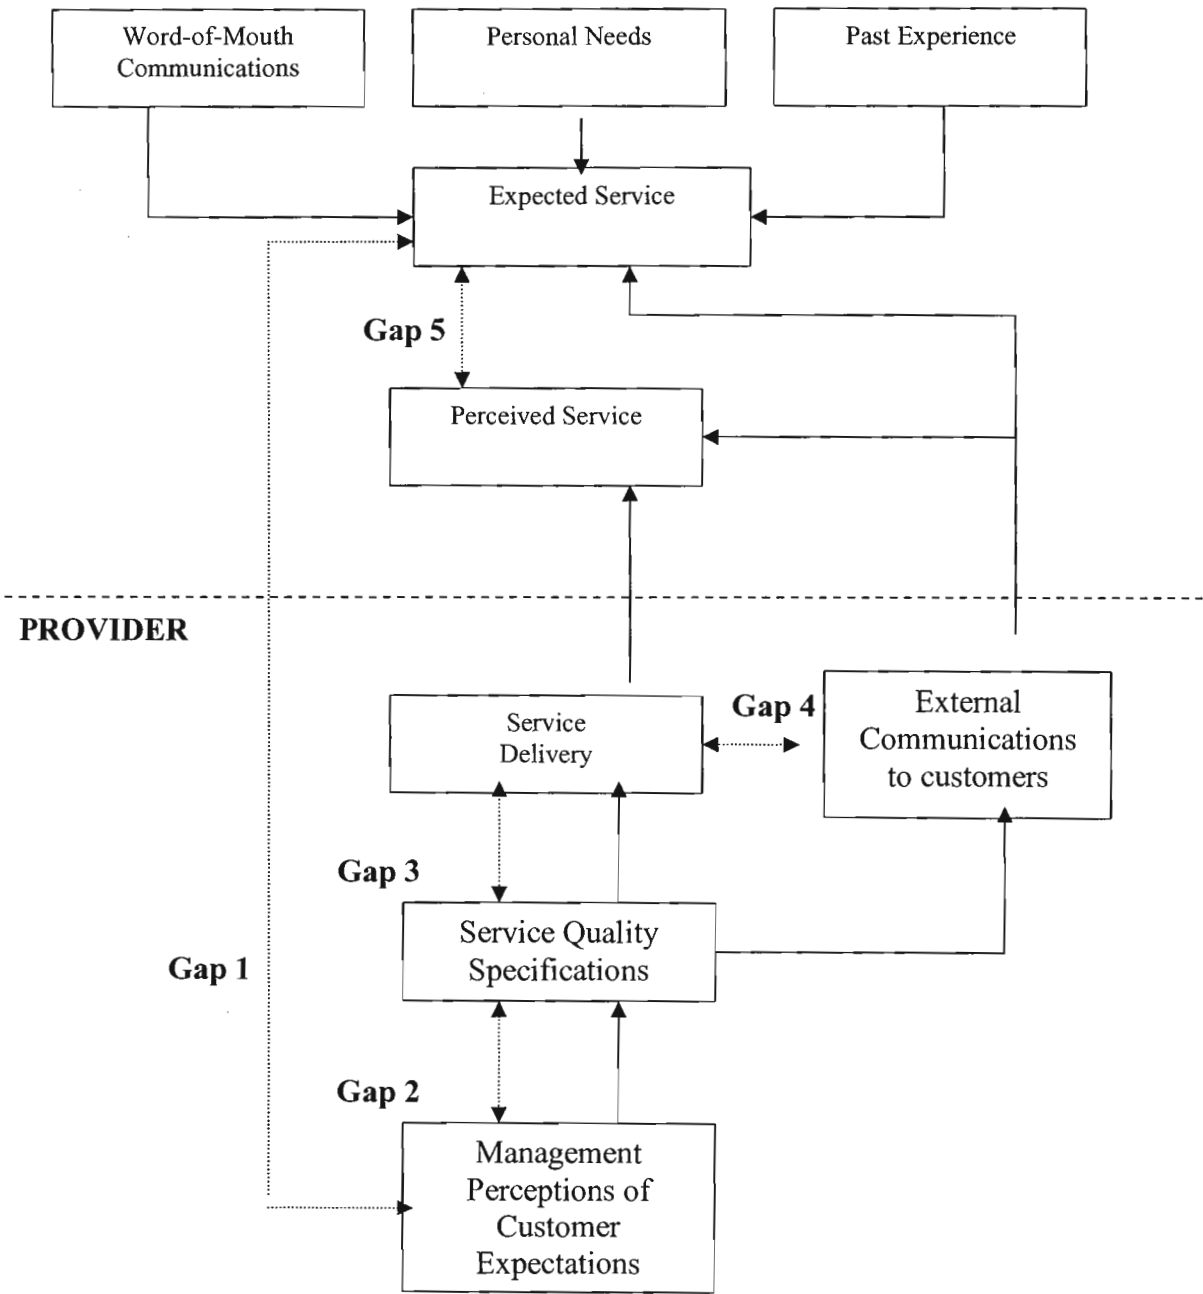 Word-of-Mouth
Communications
Personal Needs
Past Experience
Expected Service
Gap 5
Perceived Service
PROVIDER
Service
Delivery
Gap 4
External
Communications
to customers
Gap 3
Service Quality
Specifications
Gap 1
Gap 2
Management
Perceptions of
Customer
Expectations